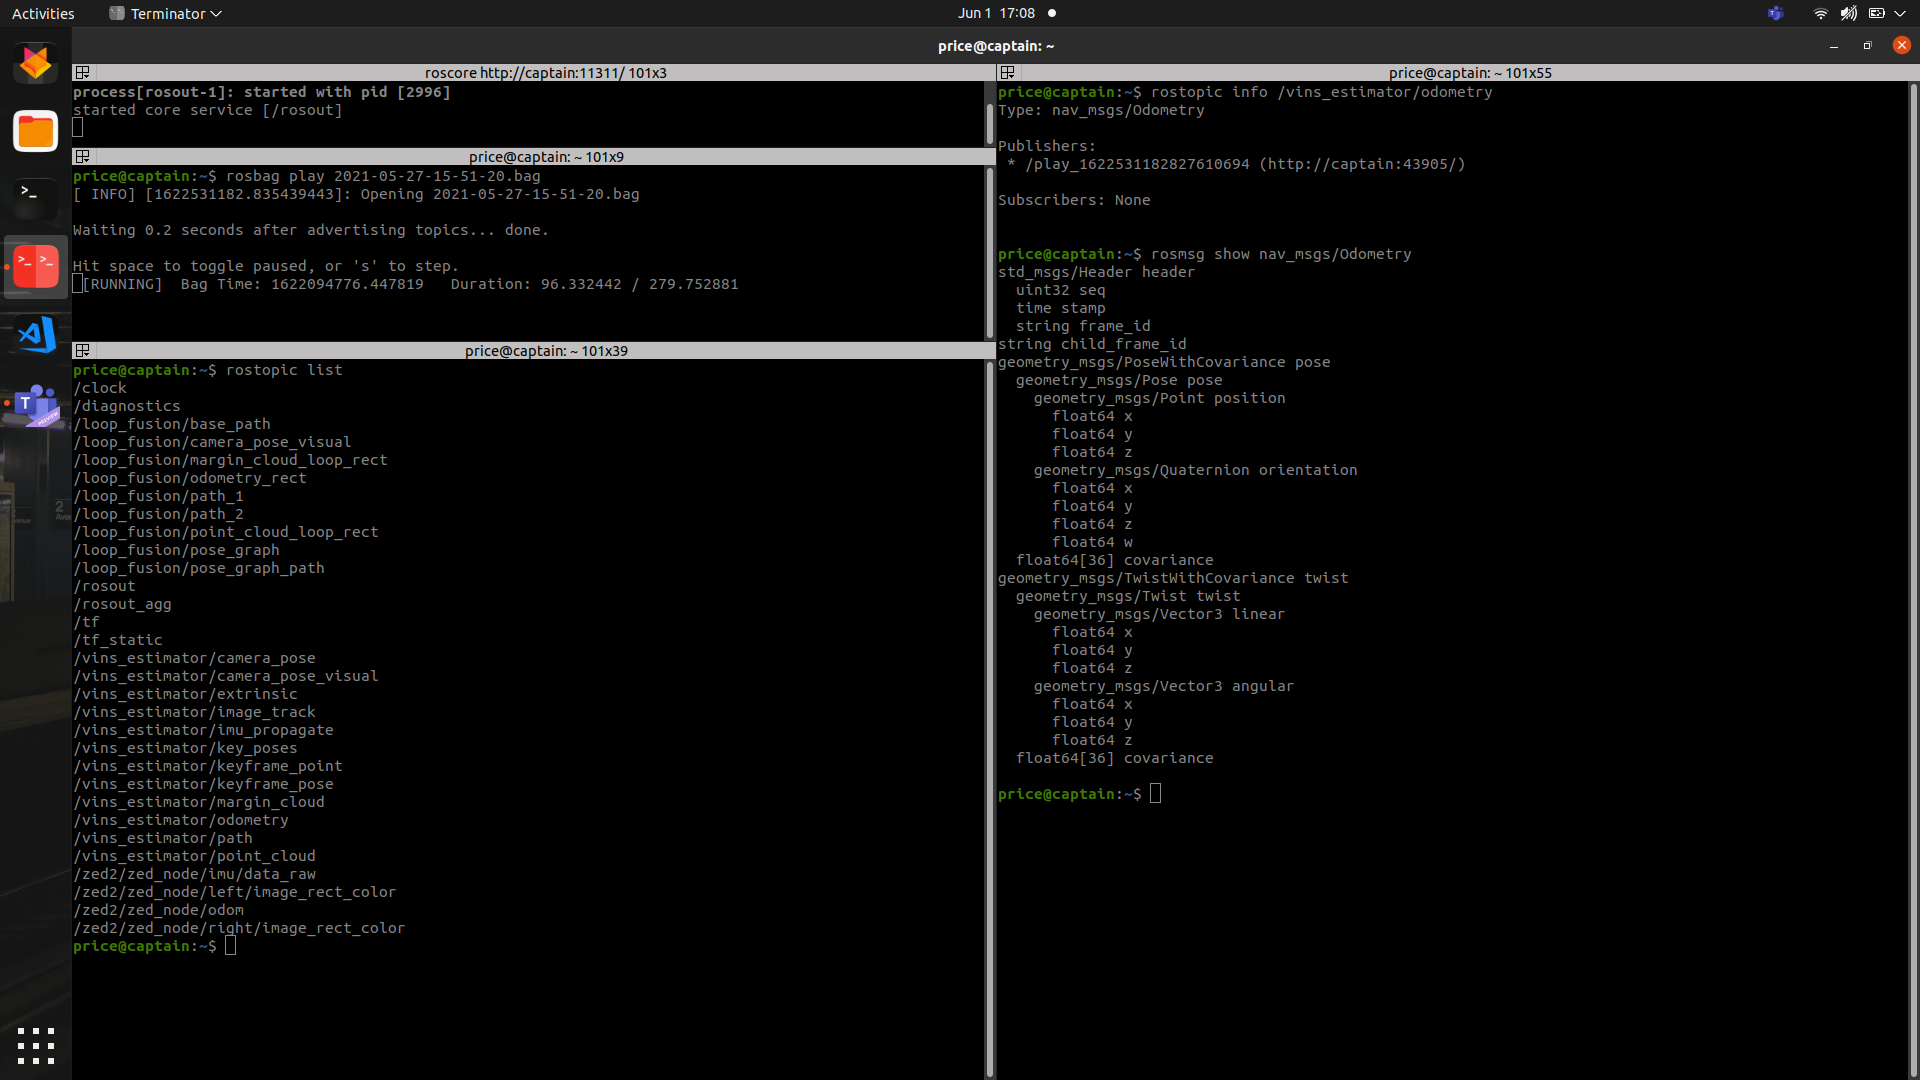 Activities
Terminator
Jun 1 17:08
price@captain: ~
roscore http://captain:11311/ 101x3
process[rosout-1]: started with pid [2996]
started core service [/rosout]
price@captain: ~ 101x9
price@captain:~$ rosbag play 2021-05-27-15-51-20.bag
[ INFO] [1622531182.835439443]: Opening 2021-05-27-15-51-20.bag
Waiting 0.2 seconds after advertising topics... done.
Hit space to toggle paused, or 's' to step.
[RUNNING]  Bag Time: 1622094776.447819   Duration: 96.332442 / 279.752881
price@captain: ~ 101x39
price@captain:~$ rostopic list
/clock
/diagnostics
/loop_fusion/base_path
/loop_fusion/camera_pose_visual
/loop_fusion/margin_cloud_loop_rect
/loop_fusion/odometry_rect
/loop_fusion/path_1
/loop_fusion/path_2
/loop_fusion/point_cloud_loop_rect
/loop_fusion/pose_graph
/loop_fusion/pose_graph_path
/rosout
/rosout_agg
/tf
/tf_static
/vins_estimator/camera_pose
/vins_estimator/camera_pose_visual
/vins_estimator/extrinsic
/vins_estimator/image_track
/vins_estimator/imu_propagate
/vins_estimator/key_poses
/vins_estimator/keyframe_point
/vins_estimator/keyframe_pose
/vins_estimator/margin_cloud
/vins_estimator/odometry
/vins_estimator/path
/vins_estimator/point_cloud
/zed2/zed_node/imu/data_raw
/zed2/zed_node/left/image_rect_color
/zed2/zed_node/odom
/zed2/zed_node/right/image_rect_color
price@captain:~$
price@captain: ~ 101x55
price@captain:~$ rostopic info /vins_estimator/odometry
Type: nav_msgs/Odometry
Publishers:
 * /play_1622531182827610694 (http://captain:43905/)
Subscribers: None
price@captain:~$ rosmsg show nav_msgs/Odometry
std_msgs/Header header
  uint32 seq
  time stamp
  string frame_id
string child_frame_id
geometry_msgs/PoseWithCovariance pose
  geometry_msgs/Pose pose
    geometry_msgs/Point position
      float64 x
      float64 y
      float64 z
    geometry_msgs/Quaternion orientation
      float64 x
      float64 y
      float64 z
      float64 w
  float64[36] covariance
geometry_msgs/TwistWithCovariance twist
  geometry_msgs/Twist twist
    geometry_msgs/Vector3 linear
      float64 x
      float64 y
      float64 z
    geometry_msgs/Vector3 angular
      float64 x
      float64 y
      float64 z
  float64[36] covariance
price@captain:~$